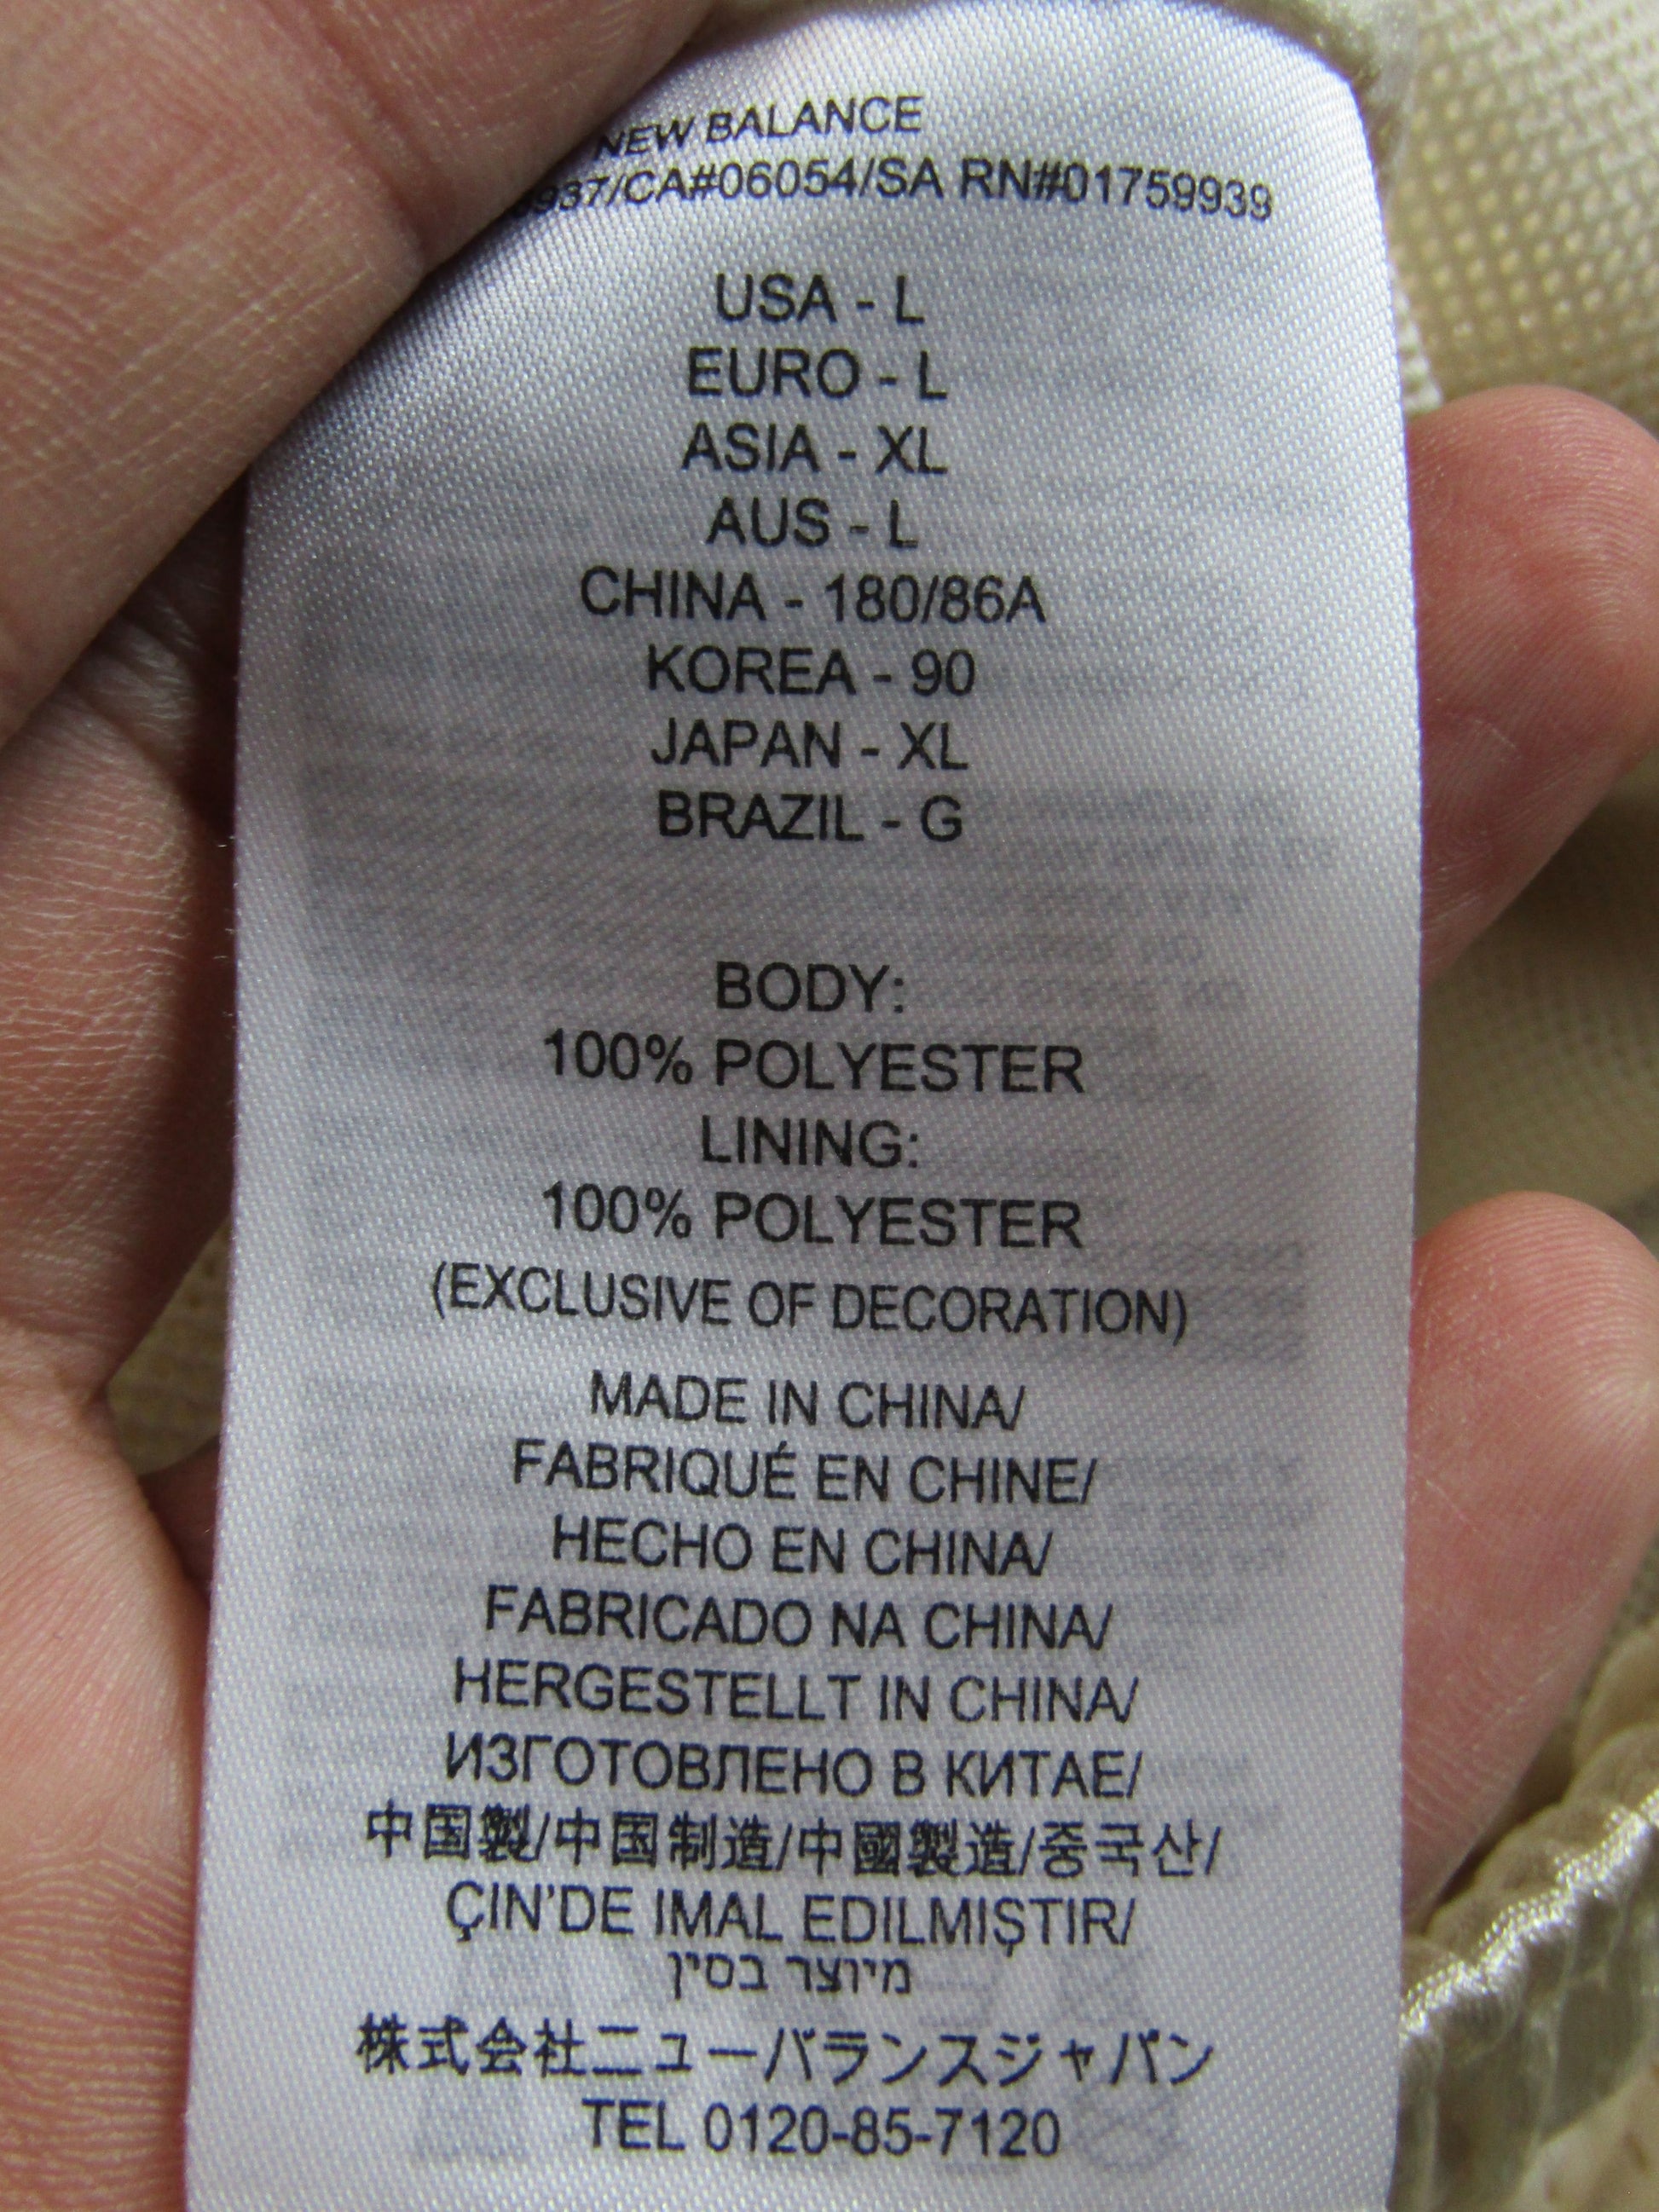 NEW BALANCE
937/CA#06054/SA RN#01759939
USA - L
EURO - L
ASIA - XL
AUS - L
CHINA - 180/86A
KOREA - 90
JAPAN - XL
BRAZIL - G
BODY:
100% POLYESTER
LINING:
100% POLYESTER
(EXCLUSIVE OF DECORATION)
MADE IN CHINA/
FABRIQUÉ EN CHINE/
HECHO EN CHINA/
FABRICADO NA CHINA/
HERGESTELLT IN CHINA/
ИЗГОТОВЛЕНО В КИТАЕ/
中国製/中国制造/中國製造/중국산/
ÇIN'DE IMAL EDILMIŞTIR/
מיוצר בסין
株式会社ニューバランスジャパン
TEL 0120-85-7120